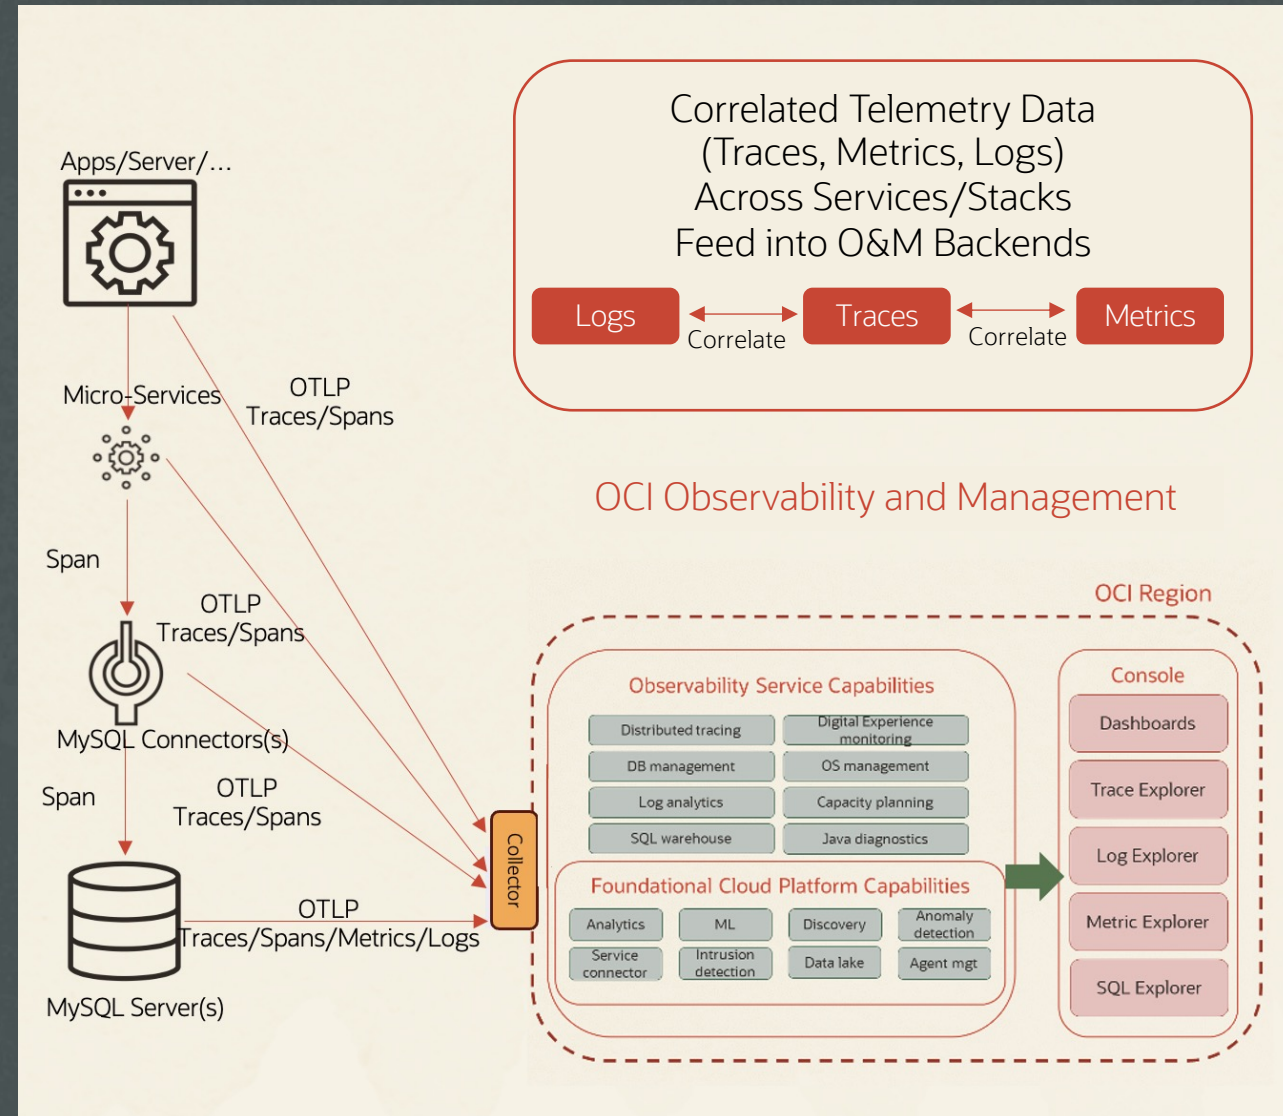 Correlated Telemetry Data
(Traces, Metrics, Logs)
Across Services/Stacks
Feed into O&M Backends
Logs
Correlate
Traces
Correlate
Metrics
Apps/Server/...
OTLP
Traces/Spans
Micro-Services
Span
OTLP
Traces/Spans
MySQL Connectors(s)
Span
OTLP
Traces/Spans
OTLP
Traces/Spans/Metrics/Logs
MySQL Server(s)
Collector
OCI Observability and Management
OCI Region
Observability Service Capabilities
Distributed tracing
Digital Experience
monitoring
DB management
OS management
Log analytics
Capacity planning
SQL warehouse
Java diagnostics
Foundational Cloud Platform Capabilities
Analytics
ML
Discovery
Anomaly
detection
Service
connector
Intrusion
detection
Data lake
Agent mgt
Console
Dashboards
Trace Explorer
Log Explorer
Metric Explorer
SQL Explorer